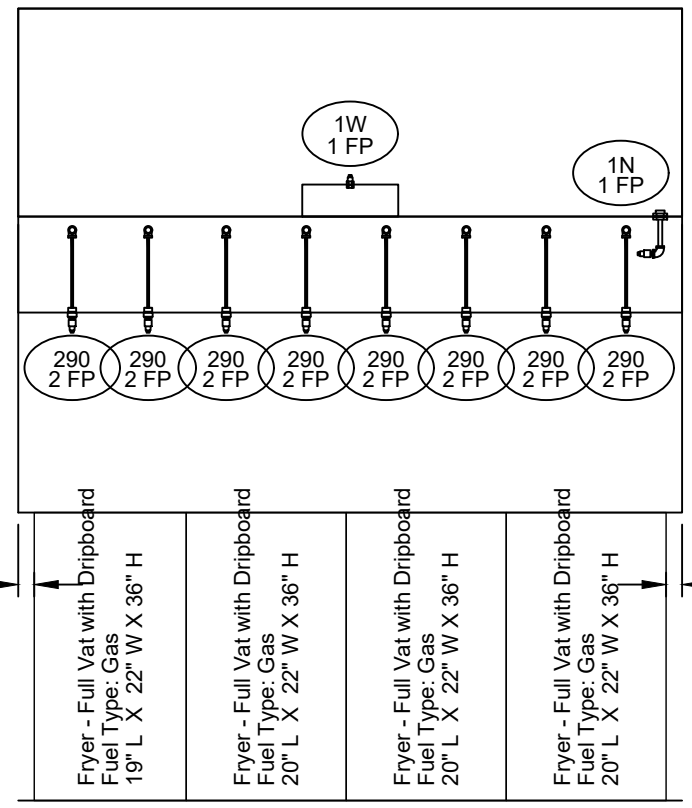 1W
1 FP
1N
1 FP
290
2 FP
290
2 FP
290
2 FP
290
2 FP
290
2 FP
290
2 FP
290
2 FP
290
2 FP
Fryer - Full Vat with Dripboard
Fuel Type: Gas
19" L X 22" W X 36" H
Fryer - Full Vat with Dripboard
Fuel Type: Gas
20" L X 22" W X 36" H
Fryer - Full Vat with Dripboard
Fuel Type: Gas
20" L X 22" W X 36" H
Fryer - Full Vat with Dripboard
Fuel Type: Gas
20" L X 22" W X 36" H